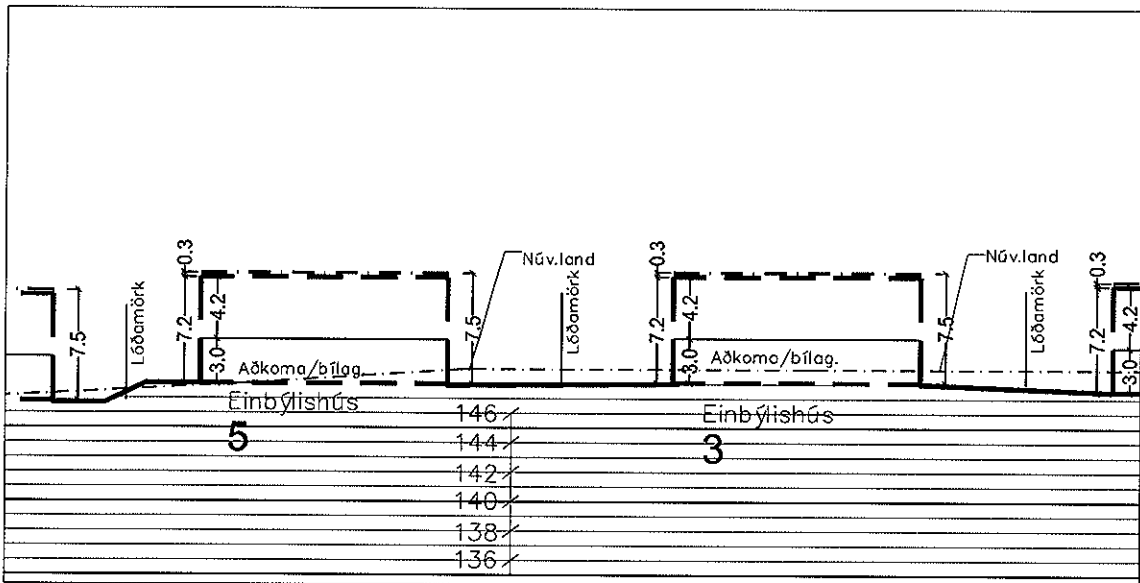 0.3
Núv.land
0.3
Núv.land
0.3
7.5
Lóðamörk
7.2
4.2
7.5
Lóðamörk
7.2
4.2
7.5
Lóðamörk
7.2
4.2
3.0
Aðkoma/bílag.
3.0
Aðkoma/bílag.
3.0
Einbýlishús
5
Einbýlishús
3
146
144
142
140
138
136